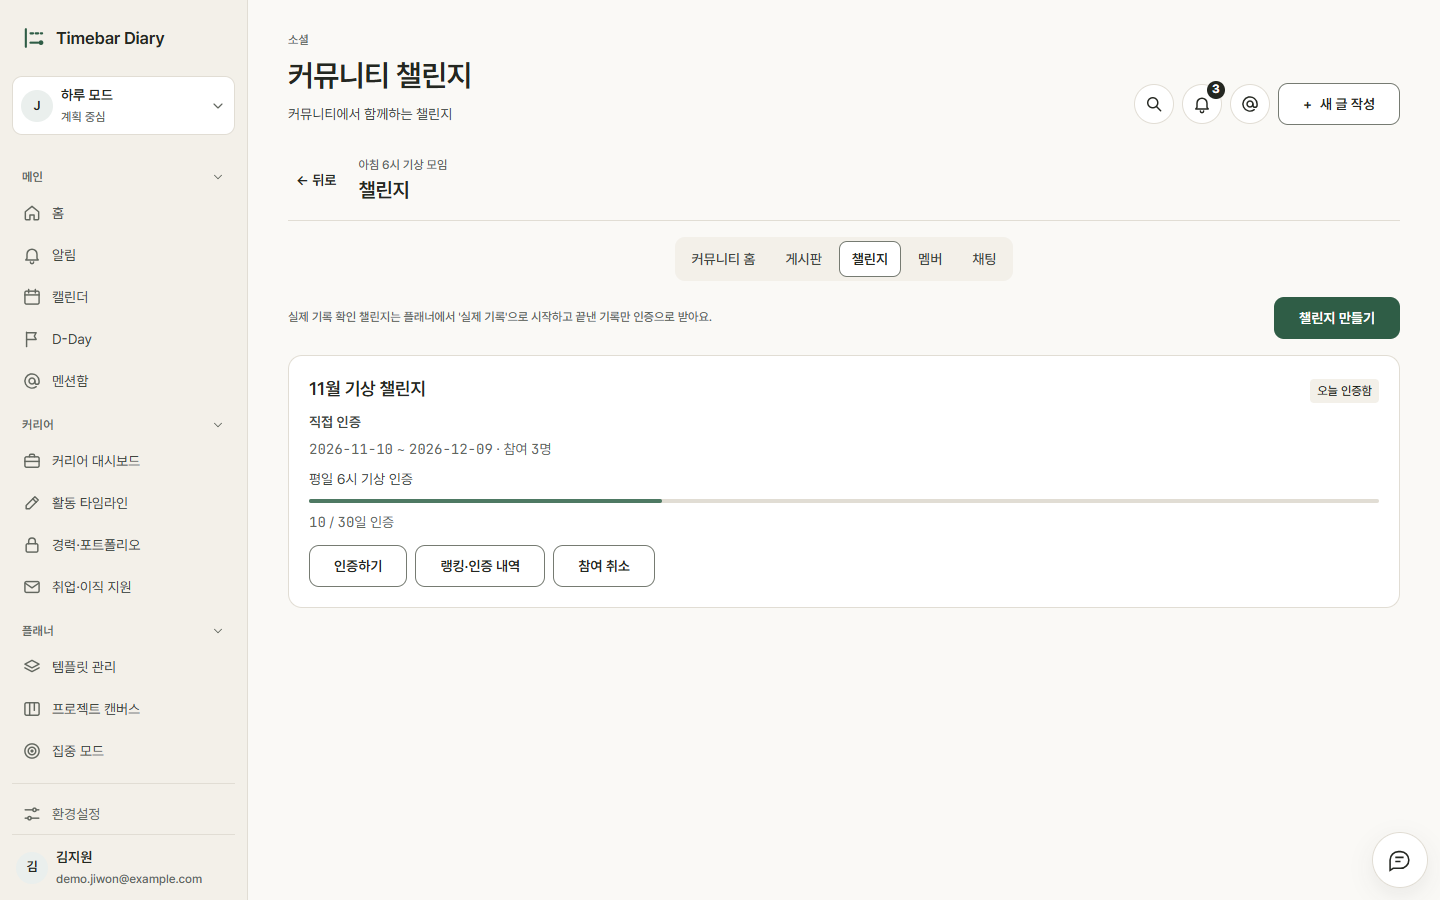 Timebar Diary
J
하루 모드
계획 중심
메인
홈
알림
캘린더
D-Day
멘션함
커리어
커리어 대시보드
활동 타임라인
경력·포트폴리오
취업·이직 지원
플래너
템플릿 관리
프로젝트 캔버스
집중 모드
환경설정
김
김지원
demo.jiwon@example.com
소셜
커뮤니티 챌린지
커뮤니티에서 함께하는 챌린지
3
+ 새 글 작성
← 뒤로
아침 6시 기상 모임
챌린지
커뮤니티 홈
게시판
챌린지
멤버
채팅
실제 기록 확인 챌린지는 플래너에서 '실제 기록'으로 시작하고 끝낸 기록만 인증으로 받아요.
챌린지 만들기
11월 기상 챌린지
오늘 인증함
직접 인증
2026-11-10 ~ 2026-12-09 · 참여 3명
평일 6시 기상 인증
10 / 30일 인증
인증하기
랭킹·인증 내역
참여 취소